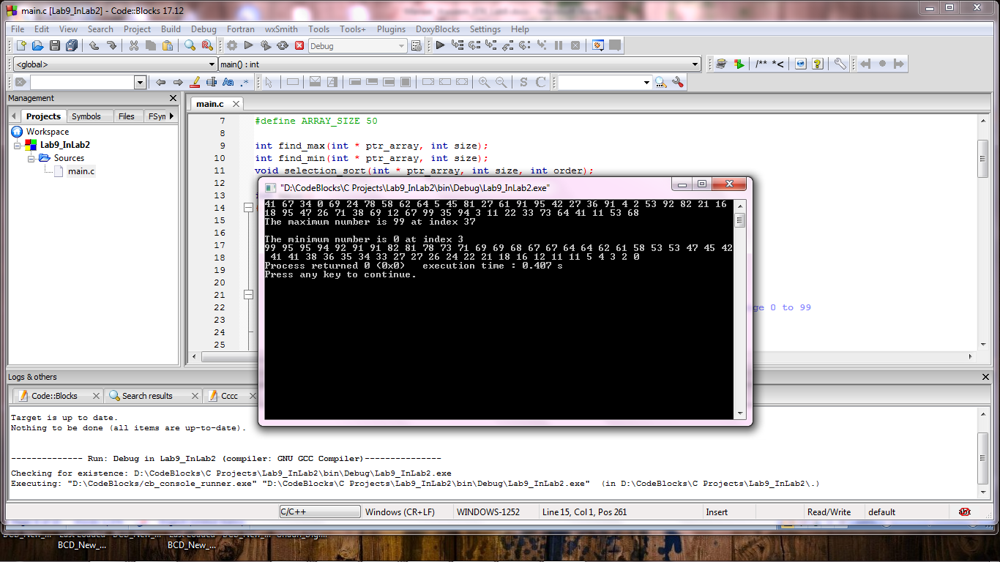 main.c [Lab9_InLab2] - Code::Blocks 17.12
File Edit View Search Project Build Debug Fortran wxSmith Tools Tools+ Plugins DoxyBlocks Settings Help
Debug
<global> main() : int
/** *<
Aa .*
S C
Management
main.c
Projects Symbols Files FSyn
Workspace
Lab9_InLab2
Sources
main.c
7 #define ARRAY_SIZE 50
8
9 int find_max(int * ptr_array, int size);
10 int find_min(int * ptr_array, int size);
11 void selection_sort(int * ptr_array, int size, int order);
12
13
14
15
16
17
18
19
20
21
22 ge 0 to 99
23
24
25
"D:\CodeBlocks\C Projects\Lab9_InLab2\bin\Debug\Lab9_InLab2.exe"
41 67 34 0 69 24 78 58 62 64 5 45 81 27 61 91 95 42 27 36 91 4 2 53 92 82 21 16
18 95 47 26 71 38 69 12 67 99 35 94 3 11 22 33 73 64 41 11 53 68
The maximum number is 99 at index 37
The minimum number is 0 at index 3
99 95 95 94 92 91 91 82 81 78 73 71 69 69 68 67 67 64 64 62 61 58 53 53 47 45 42
41 41 38 36 35 34 33 27 27 26 24 22 21 18 16 12 11 11 5 4 3 2 0
Process returned 0 (0x0)   execution time : 0.407 s
Press any key to continue.
Logs & others
Code::Blocks Search results Cccc
Target is up to date.
Nothing to be done (all items are up-to-date).
-------------- Run: Debug in Lab9_InLab2 (compiler: GNU GCC Compiler)---------------
Checking for existence: D:\CodeBlocks\C Projects\Lab9_InLab2\bin\Debug\Lab9_InLab2.exe
Executing: "D:\CodeBlocks/cb_console_runner.exe" "D:\CodeBlocks\C Projects\Lab9_InLab2\bin\Debug\Lab9_InLab2.exe"  (in D:\CodeBlocks\C Projects\Lab9_InLab2\.)
C/C++ Windows (CR+LF) WINDOWS-1252 Line 15, Col 1, Pos 261 Insert Read/Write default
BCD_New_... BCD_New_...